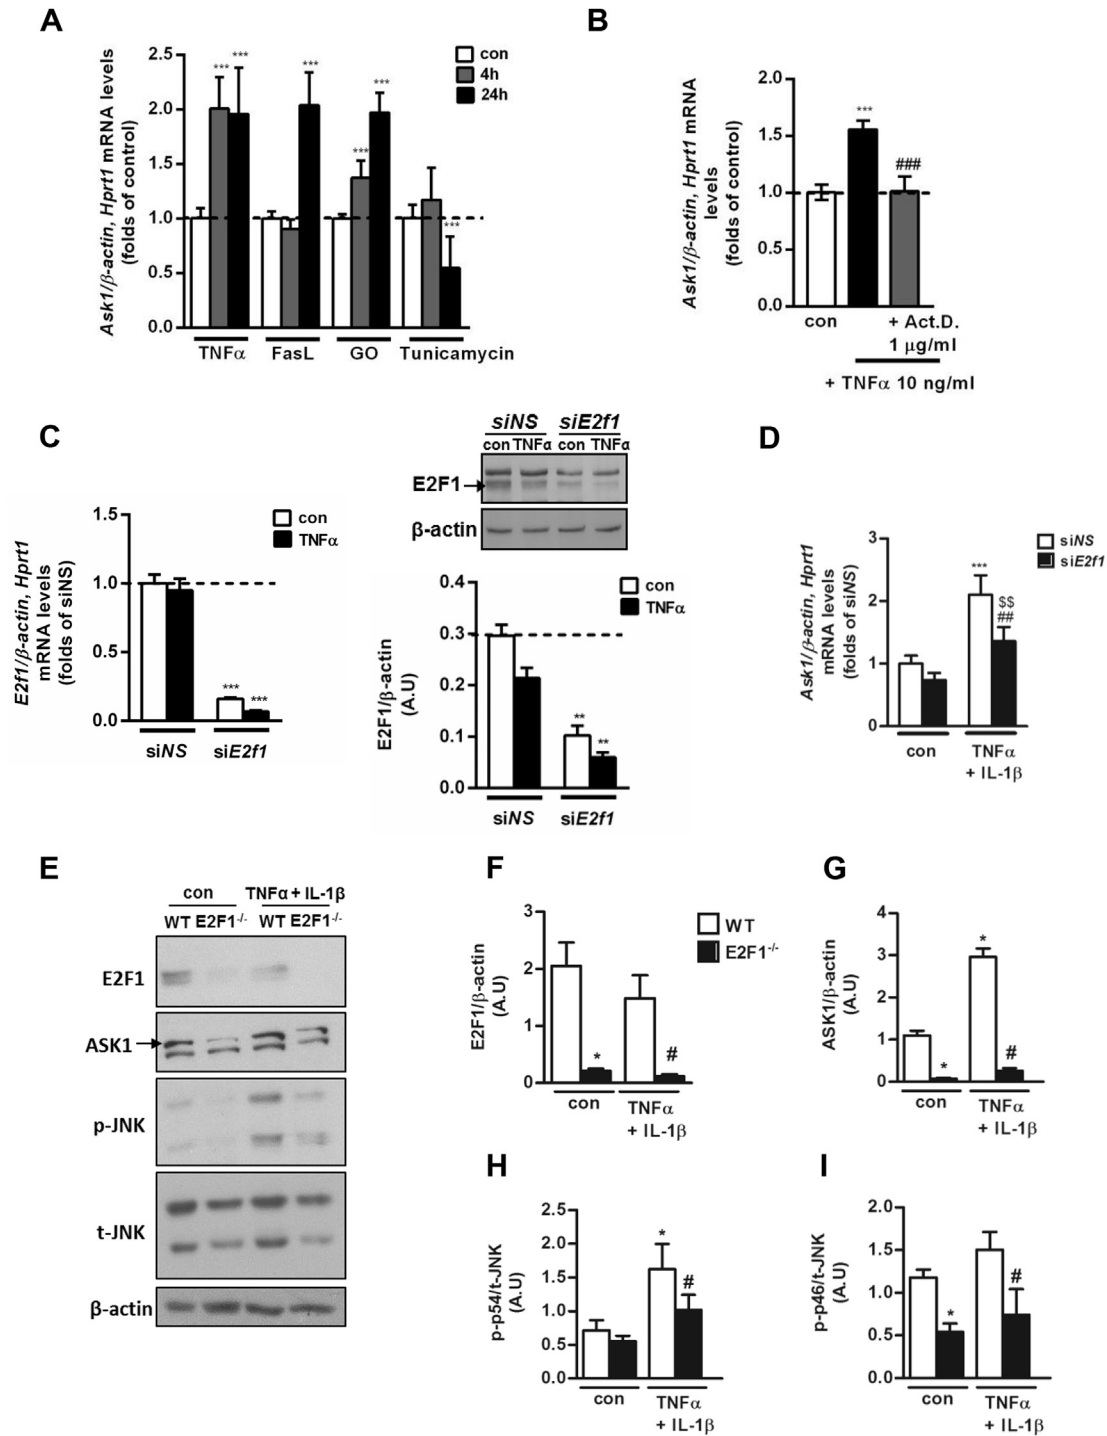 A
Ask1/β-actin, Hprt1 mRNA levels
(folds of control)
2.5
2.0
1.5
1.0
0.5
0.0
con
4h
24h
*** ***
***
***
***
***
TNFα FasL GO Tunicamycin
B
Ask1/β-actin, Hprt1 mRNA
levels
(folds of control)
2.0
1.5
1.0
0.5
0.0
***
###
con
+ Act.D.
1 μg/ml
+ TNFα 10 ng/ml
C
E2f1/β-actin, Hprt1
mRNA levels
(folds of siNS)
1.5
1.0
0.5
0.0
con
TNFα
***
***
siNS siE2f1
siNS siE2f1
con TNFα con TNFα
E2F1
β-actin
E2F1/β-actin
(A.U)
0.4
0.3
0.2
0.1
0.0
con
TNFα
**
**
siNS siE2f1
D
Ask1/β-actin, Hprt1
mRNA levels
(folds of siNS)
3
2
1
0
siNS
siE2f1
***
$$
##
con
TNFα
+ IL-1β
E
con TNFα + IL-1β
WT E2F1-/- WT E2F1-/-
E2F1
ASK1
p-JNK
t-JNK
β-actin
F
E2F1/β-actin
(A.U)
3
2
1
0
WT
E2F1-/-
*
#
con
TNFα
+ IL-1β
G
ASK1/β-actin
(A.U)
4
3
2
1
0
*
*
#
con
TNFα
+ IL-1β
H
p-p54/t-JNK
(A.U)
2.5
2.0
1.5
1.0
0.5
0.0
*
#
con
TNFα
+ IL-1β
I
p-p46/t-JNK
(A.U)
2.0
1.5
1.0
0.5
0.0
*
#
con
TNFα
+ IL-1β